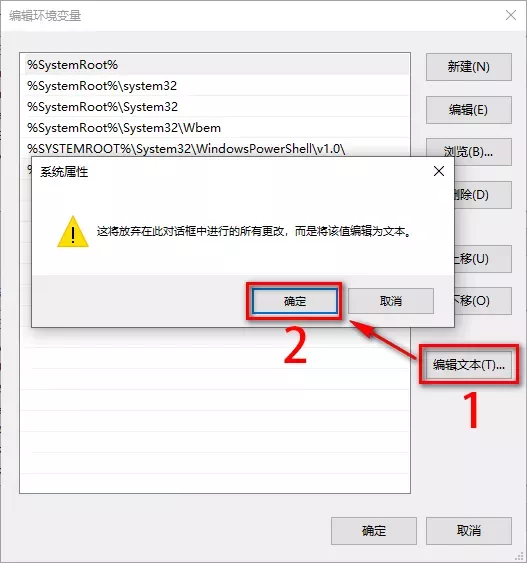 编辑环境变量
%SystemRoot%
%SystemRoot%\system32
%SystemRoot%\System32
%SystemRoot%\System32\Wbem
%SYSTEMROOT%\System32\WindowsPowerShell\v1.0\
新建(N)
编辑(E)
浏览(B)...
删除(D)
上移(U)
下移(O)
编辑文本(T)...
1
系统属性
这将放弃在此对话框中进行的所有更改，而是将该值编辑为文本。
确定
取消
2
确定
取消